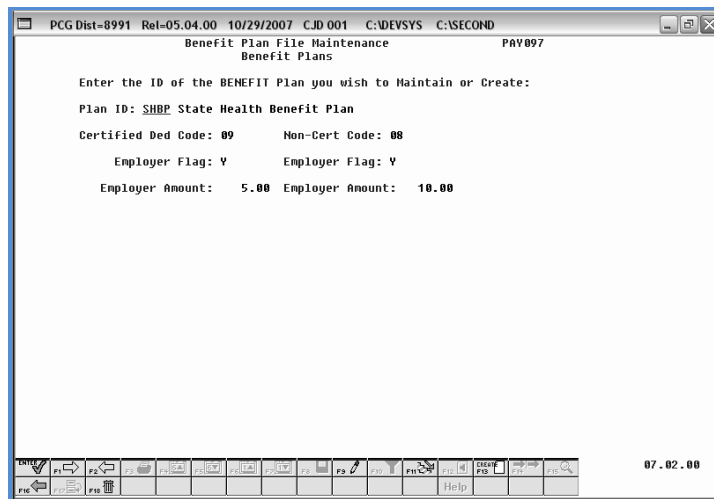 PCG Dist=8991 Rel=05.04.00 10/29/2007 CJD 001 C:\DEVSYS C:\SECOND
Benefit Plan File Maintenance PAY097
Benefit Plans
Enter the ID of the BENEFIT Plan you wish to Maintain or Create:
Plan ID: SHBP State Health Benefit Plan
Certified Ded Code: 09 Non-Cert Code: 08
Employer Flag: Y Employer Flag: Y
Employer Amount: 5.00 Employer Amount: 10.00
ENTER F1 F2 F3 F4 F5 F6 F7 F8 F9 F10 F11 F12 CREATE F13 F14 F15 07.02.00
F16 F17 F18 Help